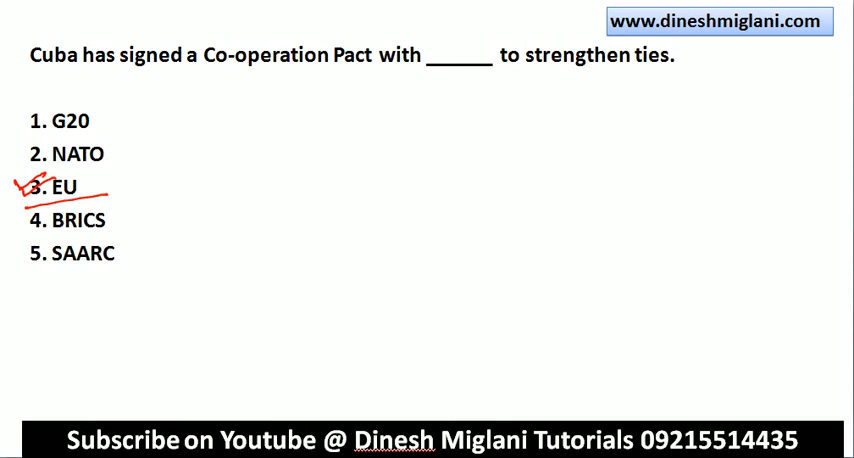 www.dineshmiglani.com
Cuba has signed a Co-operation Pact with ______ to strengthen ties.
1. G20
2. NATO
3. EU
4. BRICS
5. SAARC
Subscribe on Youtube @ Dinesh Miglani Tutorials 09215514435